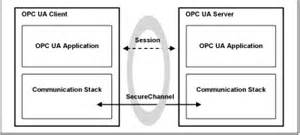 OPC UA Client
OPC UA Server
Session
OPC UA Application
OPC UA Application
Communication Stack
SecureChannel
Communication Stack